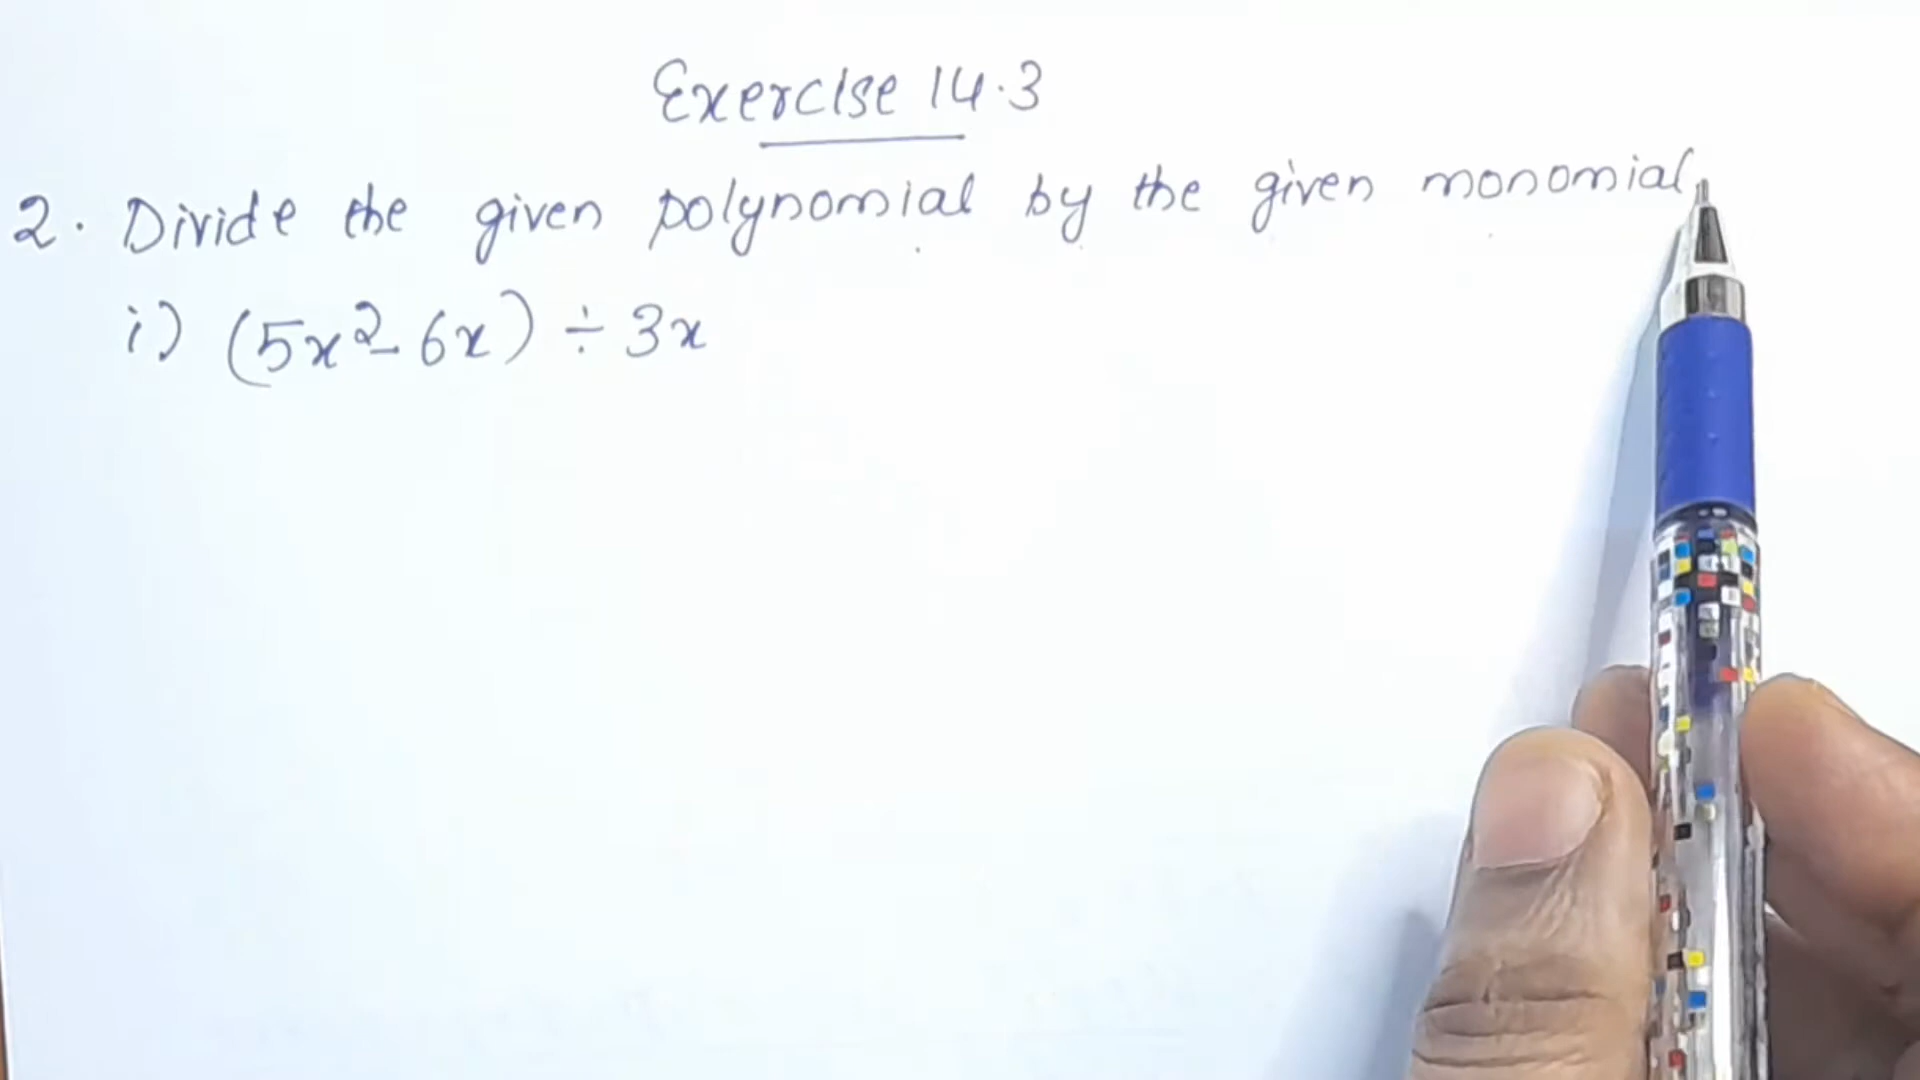 Exercise 14.3
2. Divide the given polynomial by the given monomial
i) (5x² - 6x) ÷ 3x